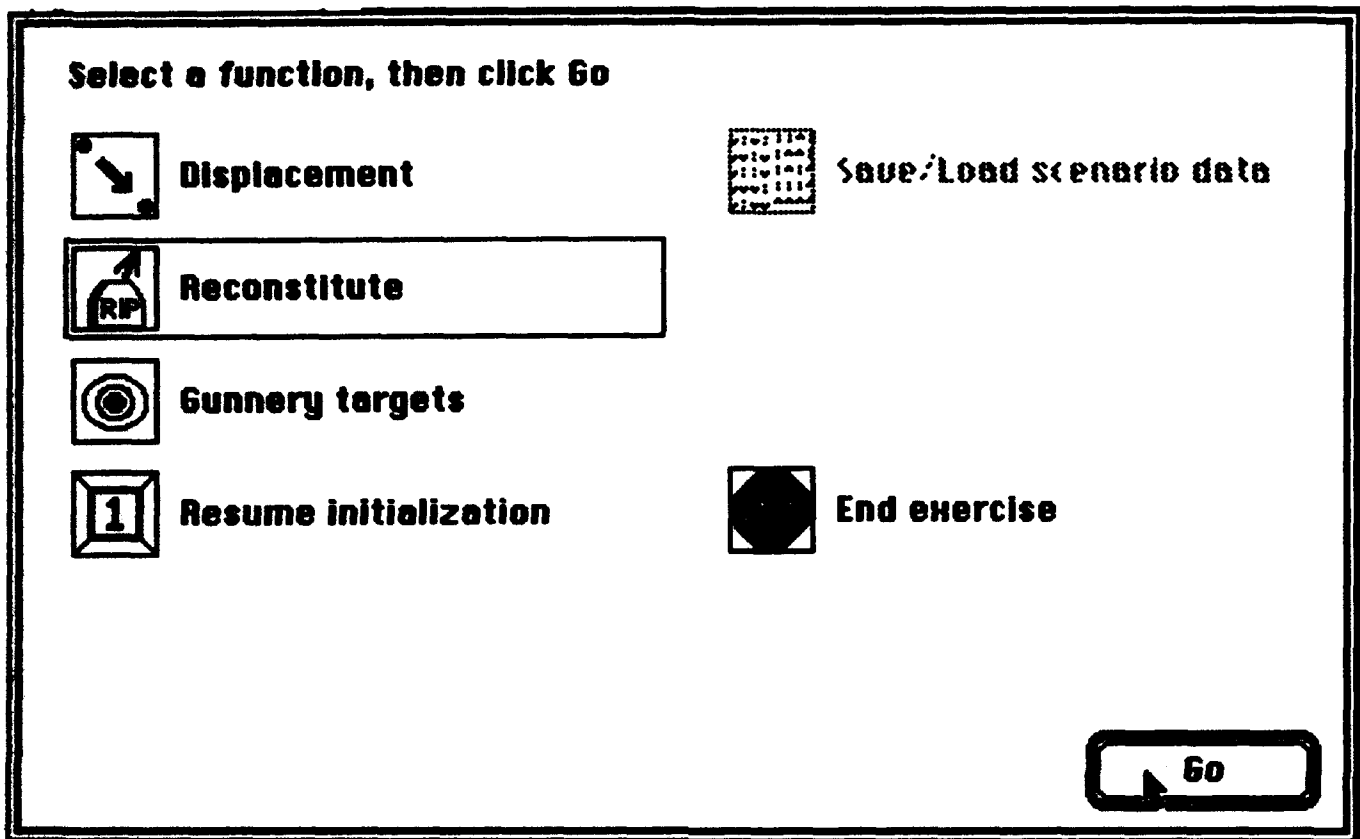 Select a function, then click Go
Displacement
Save/Load scenario data
RIP
Reconstitute
Gunnery targets
1
Resume initialization
End exercise
Go